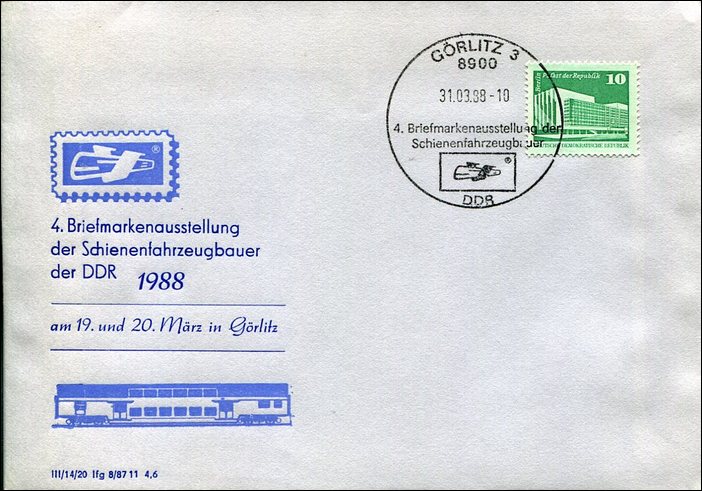 GÖRLITZ 3
8900
31.03.88-10
4. Briefmarkenausstellung der
Schienenfahrzeugbauer
®
DDR
Berlin Palast der Republik 10
DEUTSCHE DEMOKRATISCHE REPUBLIK
®
4. Briefmarkenausstellung
der Schienenfahrzeugbauer
der DDR 1988
am 19. und 20. März in Görlitz
III/14/20 Ifg 8/87 11 4,6